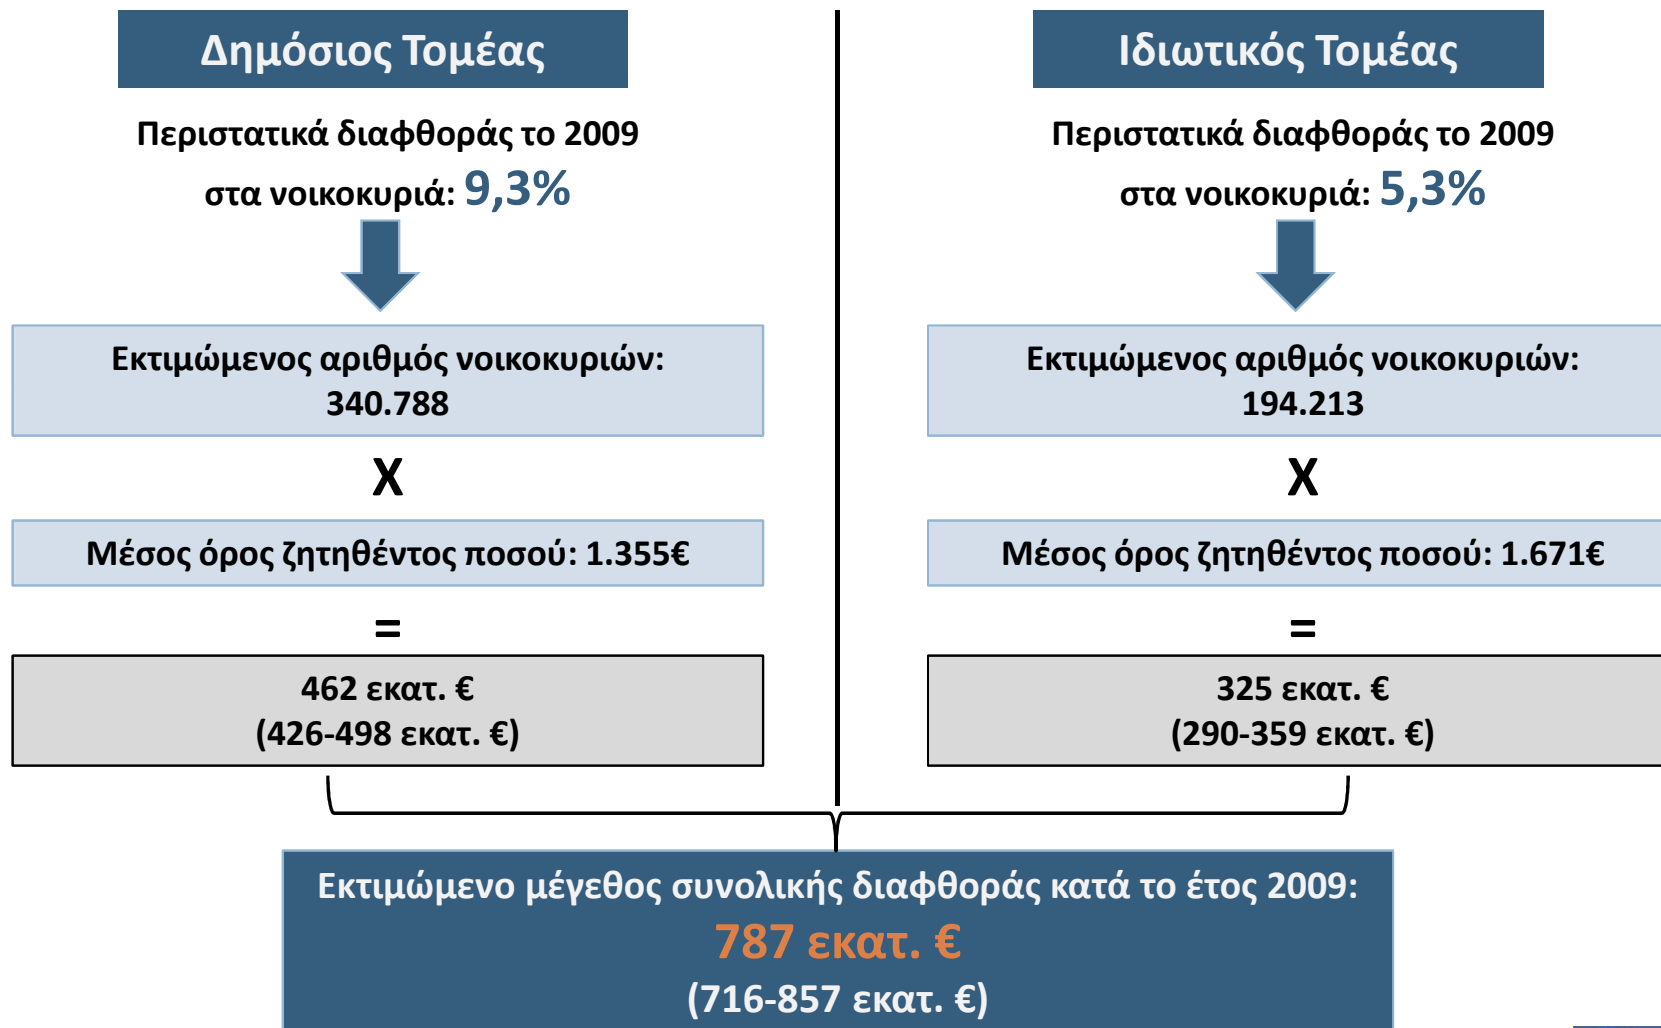 Δημόσιος Τομέας
Περιστατικά διαφθοράς το 2009
στα νοικοκυριά: 9,3%
Εκτιμώμενος αριθμός νοικοκυριών:
340.788
X
Μέσος όρος ζητηθέντος ποσού: 1.355€
=
462 εκατ. €
(426-498 εκατ. €)
Ιδιωτικός Τομέας
Περιστατικά διαφθοράς το 2009
στα νοικοκυριά: 5,3%
Εκτιμώμενος αριθμός νοικοκυριών:
194.213
X
Μέσος όρος ζητηθέντος ποσού: 1.671€
=
325 εκατ. €
(290-359 εκατ. €)
Εκτιμώμενο μέγεθος συνολικής διαφθοράς κατά το έτος 2009:
787 εκατ. €
(716-857 εκατ. €)